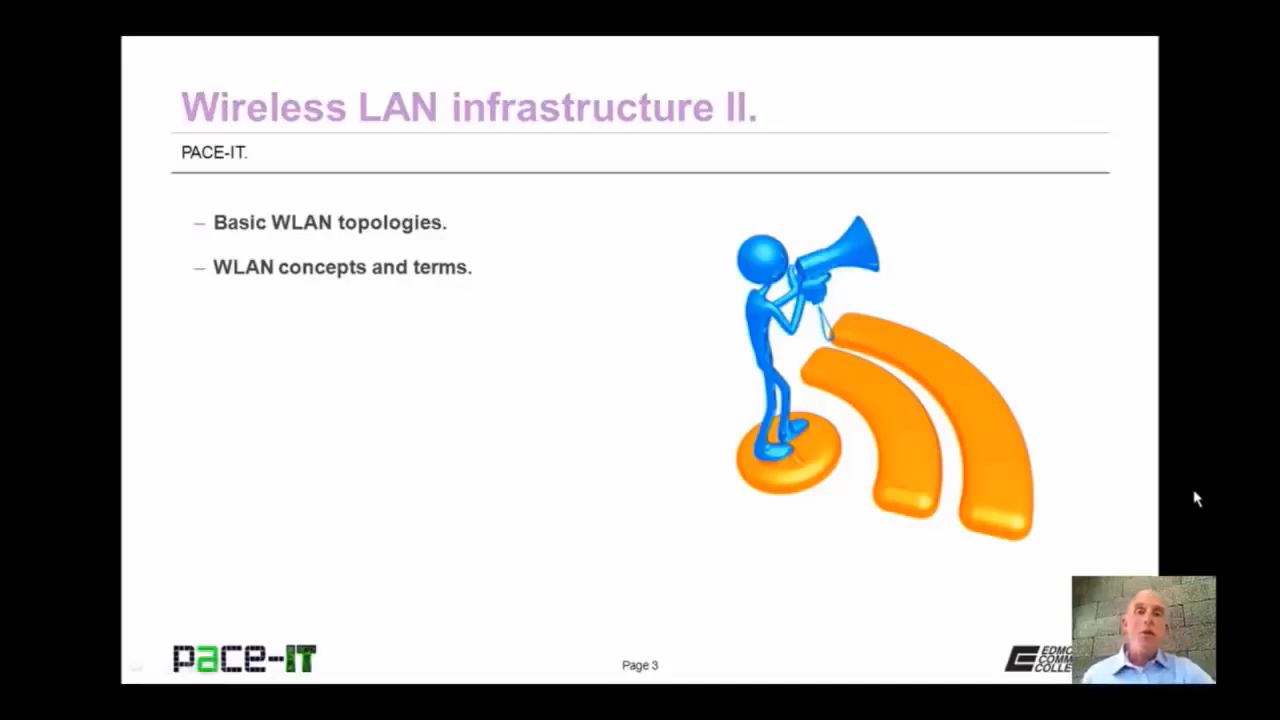 Wireless LAN infrastructure II.
PACE-IT.
– Basic WLAN topologies.
– WLAN concepts and terms.
pace-IT
Page 3